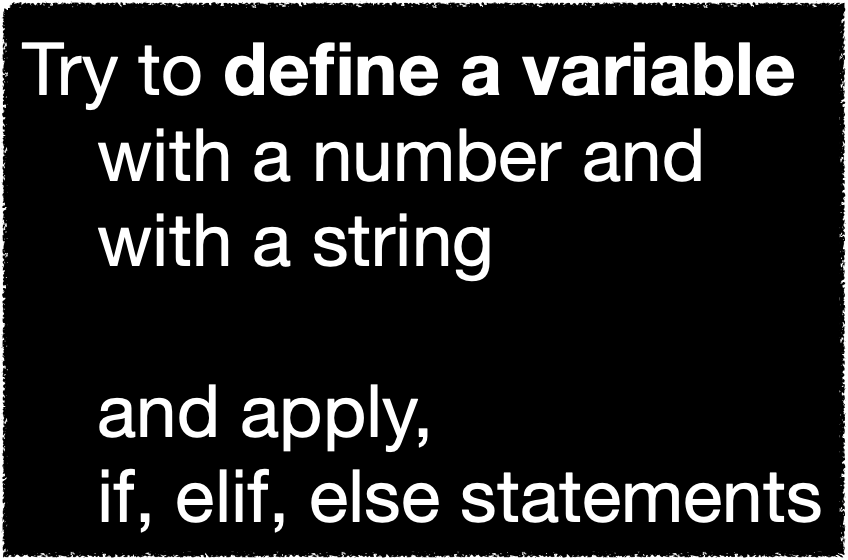 Try to define a variable
with a number and
with a string
and apply,
if, elif, else statements